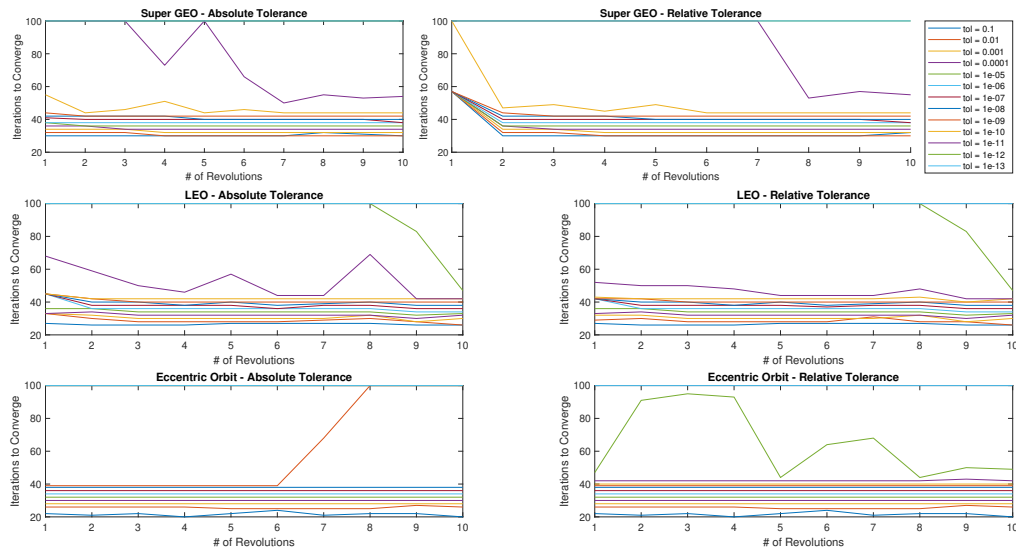 Super GEO - Absolute Tolerance
Iterations to Converge
100
80
60
40
20
1 2 3 4 5 6 7 8 9 10
# of Revolutions
Super GEO - Relative Tolerance
Iterations to Converge
100
80
60
40
20
1 2 3 4 5 6 7 8 9 10
# of Revolutions
tol = 0.1
tol = 0.01
tol = 0.001
tol = 0.0001
tol = 1e-05
tol = 1e-06
tol = 1e-07
tol = 1e-08
tol = 1e-09
tol = 1e-10
tol = 1e-11
tol = 1e-12
tol = 1e-13
LEO - Absolute Tolerance
Iterations to Converge
100
80
60
40
20
1 2 3 4 5 6 7 8 9 10
# of Revolutions
LEO - Relative Tolerance
Iterations to Converge
100
80
60
40
20
1 2 3 4 5 6 7 8 9 10
# of Revolutions
Eccentric Orbit - Absolute Tolerance
Iterations to Converge
100
80
60
40
20
1 2 3 4 5 6 7 8 9 10
# of Revolutions
Eccentric Orbit - Relative Tolerance
Iterations to Converge
100
80
60
40
20
1 2 3 4 5 6 7 8 9 10
# of Revolutions